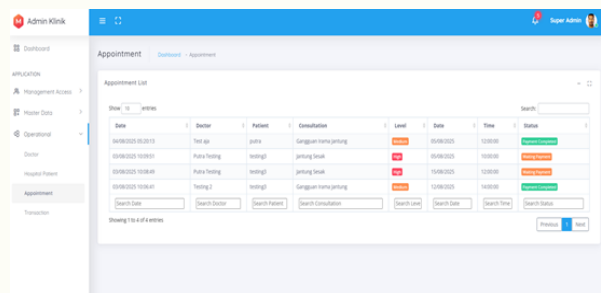 Admin Klinik
Super Admin
Dashboard
Appointment
Dashboard - Appointment
APPLICATION
Management Access
Master Data
Operational
Doctor
Hospital Patient
Appointment
Transaction
Appointment List
Show 10 entries
Search:
Date Doctor Patient Consultation Level Date Time Status
04/08/2025 05:20:13 Test api putra Gangguan Irama Jantung Medium 05/08/2025 12:00:00 Payment Completed
03/08/2025 10:09:51 Putra Testing testing3 Jantung Sesak High 05/08/2025 10:00:00 Waiting Payment
03/08/2025 10:08:49 Putra Testing testing3 Jantung Sesak High 15/08/2025 12:00:00 Waiting Payment
03/08/2025 10:06:41 Testing 2 testing3 Gangguan Irama Jantung Medium 12/08/2025 14:00:00 Payment Completed
Search Date Search Doctor Search Patient Search Consultation Search Level Search Date Search Time Search Status
Showing 1 to 4 of 4 entries
Previous 1 Next